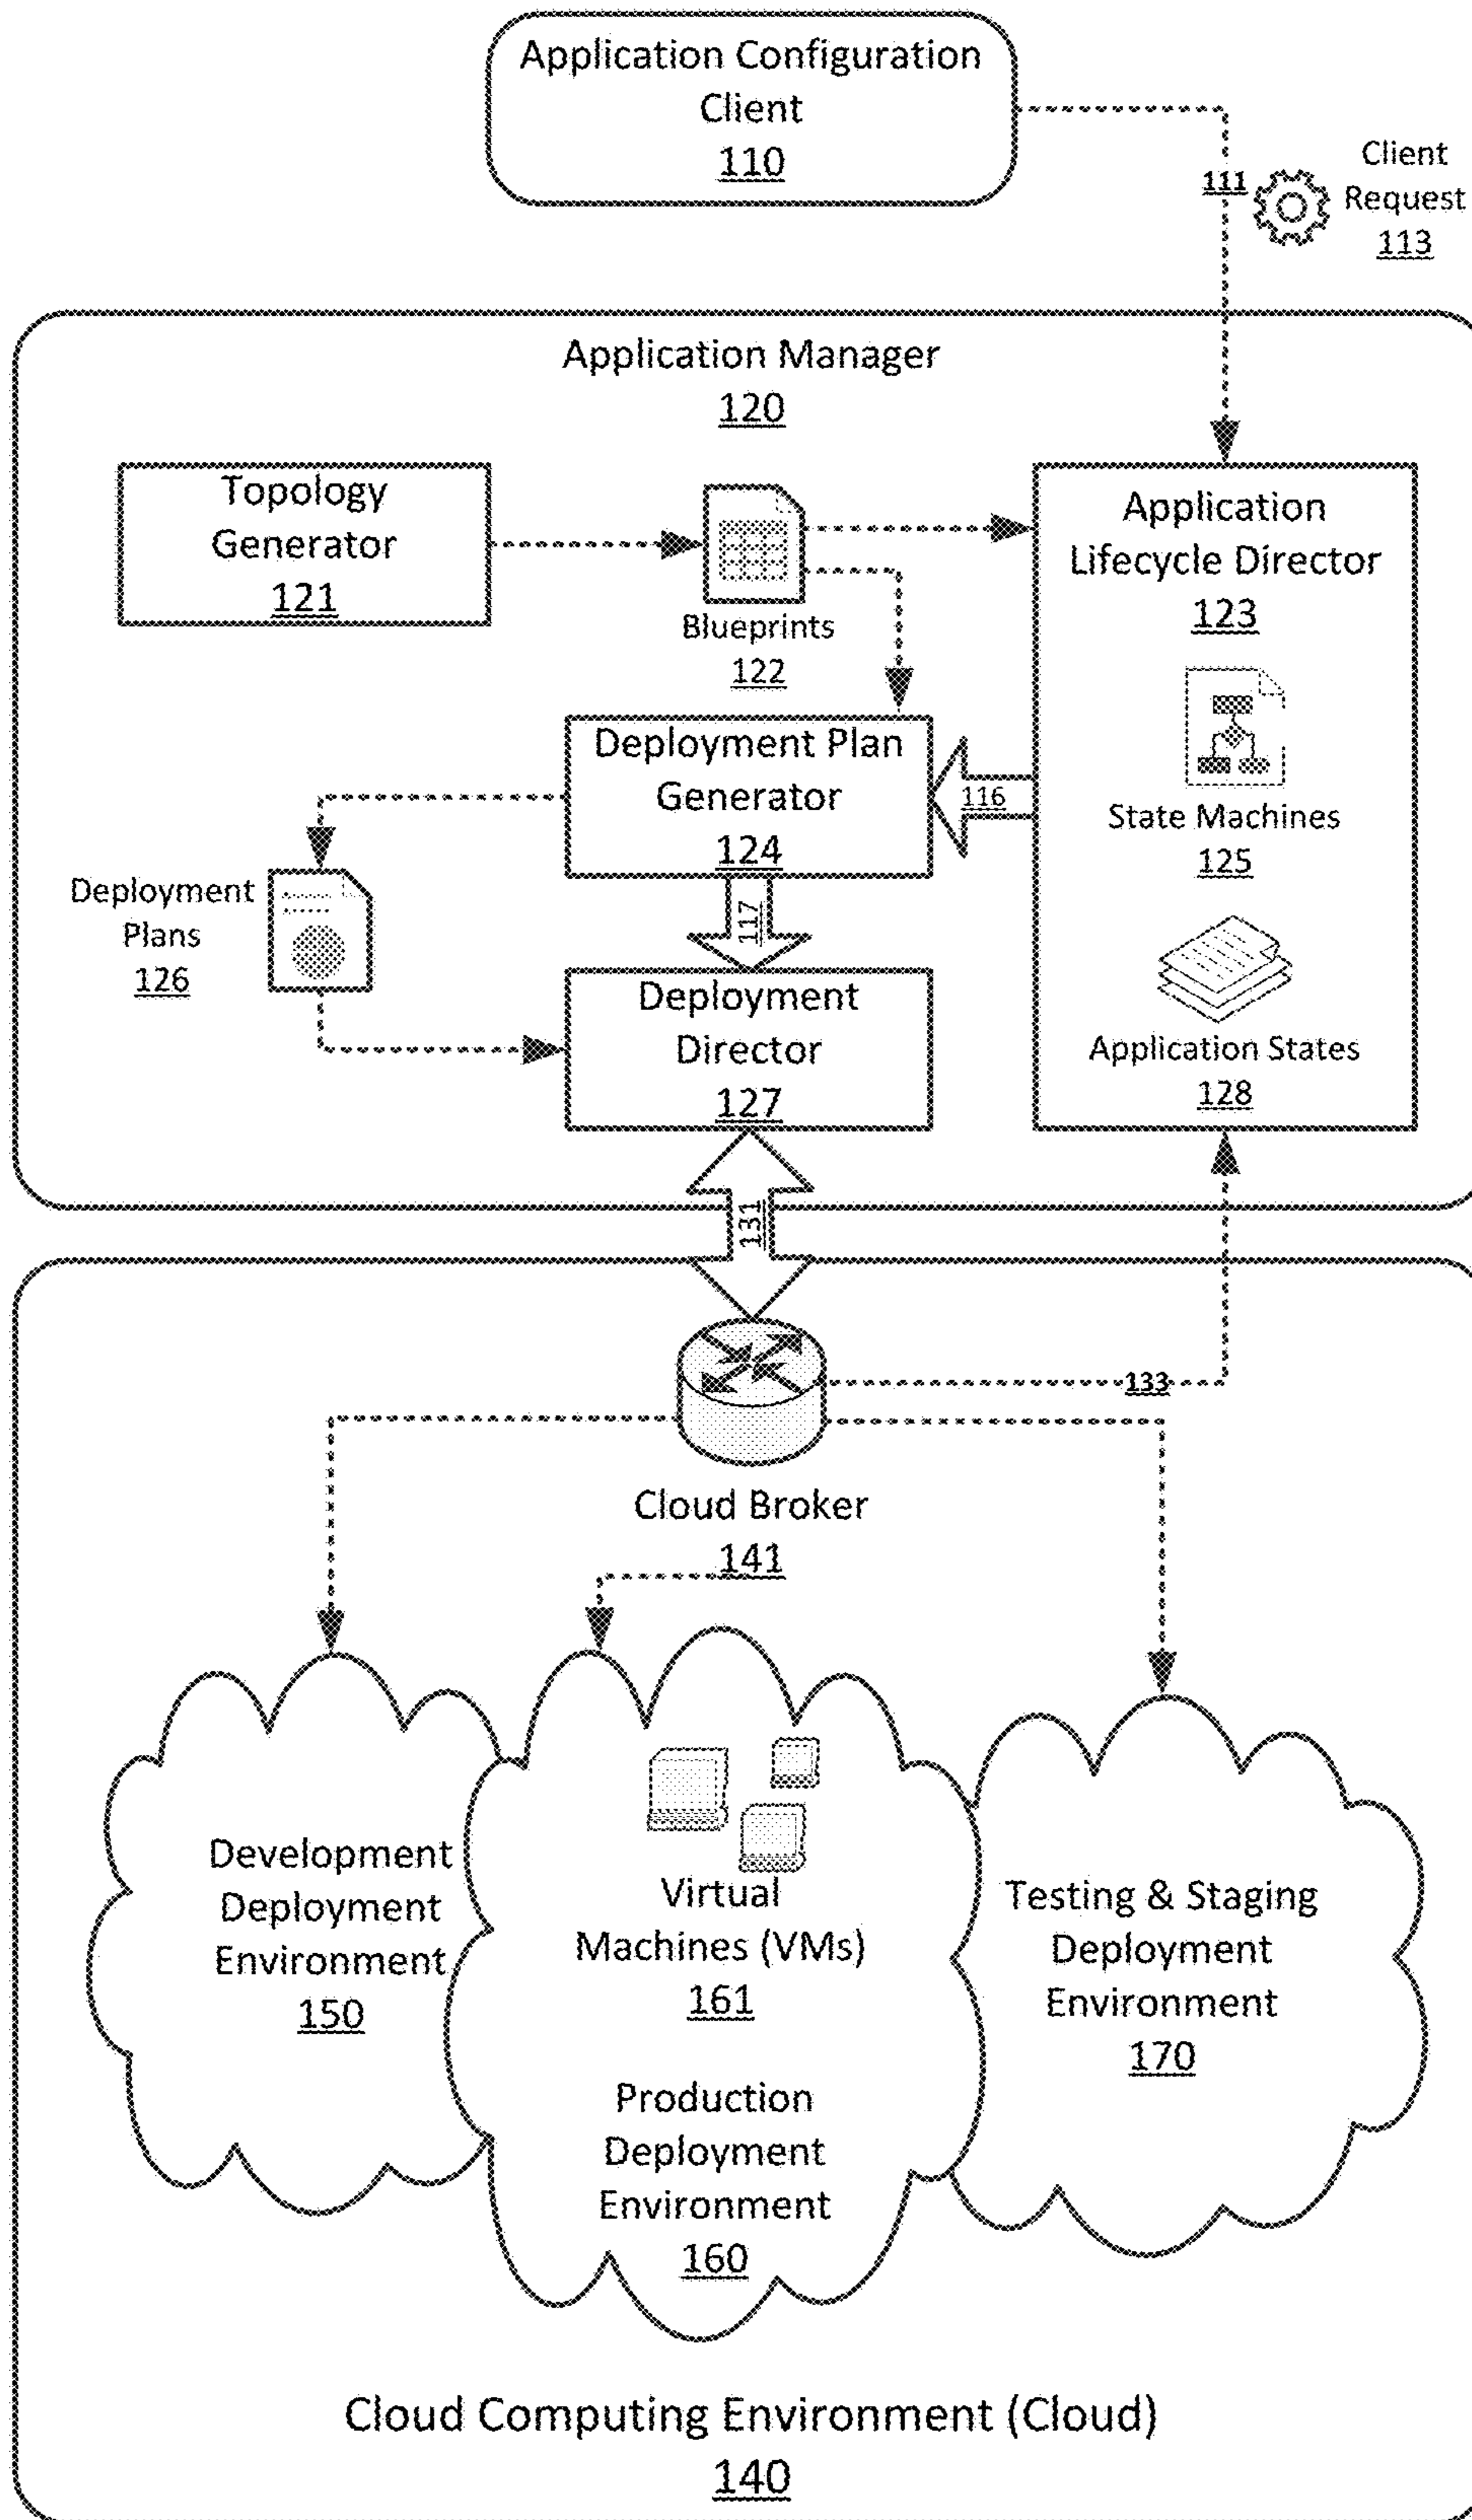 Application Configuration
Client
110
111
Client
Request
113
Application Manager
120
Topology
Generator
121
Blueprints
122
Application
Lifecycle Director
123
State Machines
125
Application States
128
Deployment Plan
Generator
124
116
117
Deployment
Plans
126
Deployment
Director
127
131
133
Cloud Broker
141
Development
Deployment
Environment
150
Virtual
Machines (VMs)
161
Production
Deployment
Environment
160
Testing & Staging
Deployment
Environment
170
Cloud Computing Environment (Cloud)
140